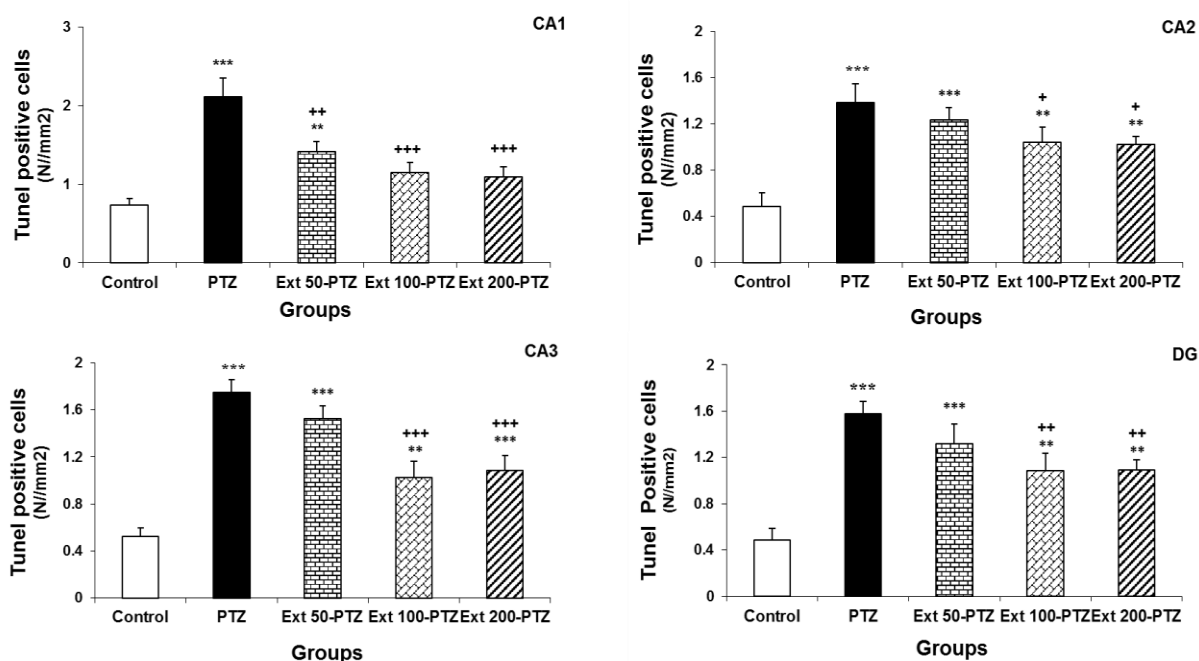 CA1
Tunel positive cells
(N//mm2)
3
2
1
0
***
++
**
+++
+++
Control PTZ Ext 50-PTZ Ext 100-PTZ Ext 200-PTZ
Groups
CA2
Tunel positive cells
(N//mm2)
2
1.6
1.2
0.8
0.4
0
***
***
+
**
+
**
Control PTZ Ext 50-PTZ Ext 100-PTZ Ext 200-PTZ
Groups
CA3
Tunel positive cells
(N//mm2)
2
1.6
1.2
0.8
0.4
0
***
***
+++
**
+++
***
Control PTZ Ext 50-PTZ Ext 100-PTZ Ext 200-PTZ
Groups
DG
Tunel Positive cells
(N//mm2)
2
1.6
1.2
0.8
0.4
0
***
***
++
**
++
**
Control PTZ Ext 50-PTZ Ext 100-PTZ Ext 200-PTZ
Groups